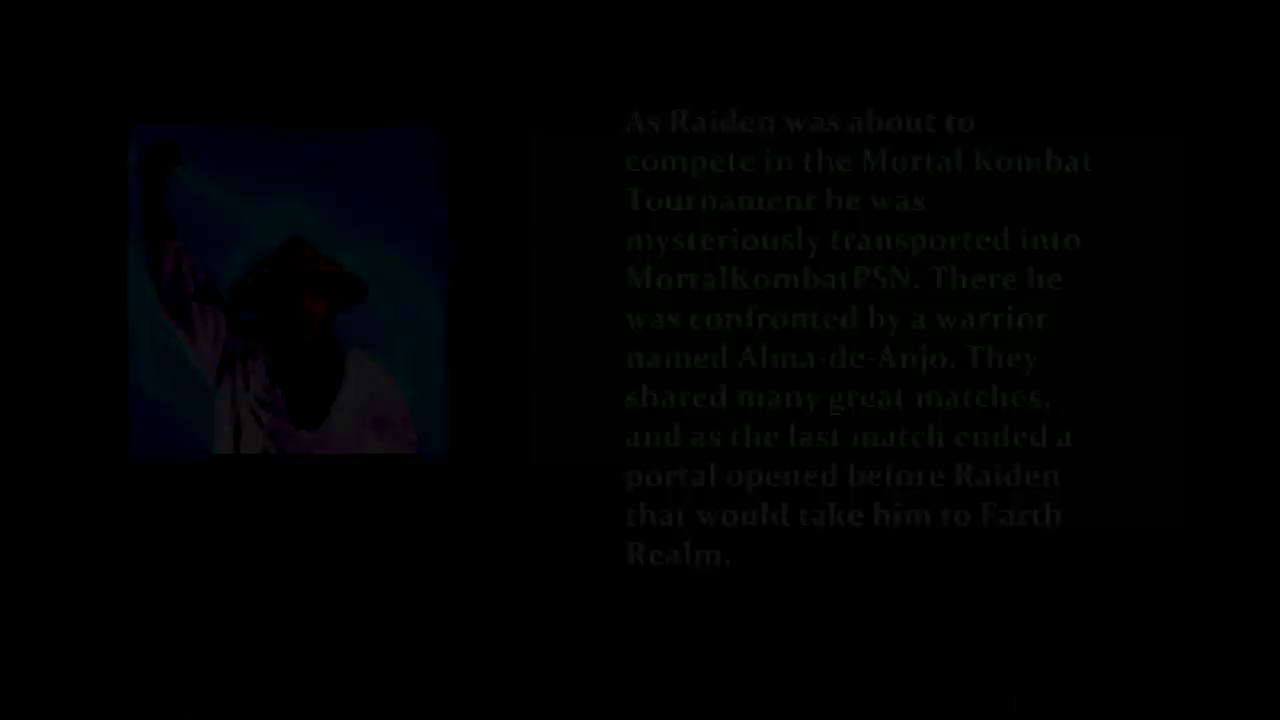 As Raiden was about to
compete in the Mortal Kombat
Tournament he was
mysteriously transported into
MortalKombatPSN. There he
was confronted by a warrior
named Alma-de-Anjo. They
shared many great matches,
and as the last match ended a
portal opened before Raiden
that would take him to Earth
Realm.